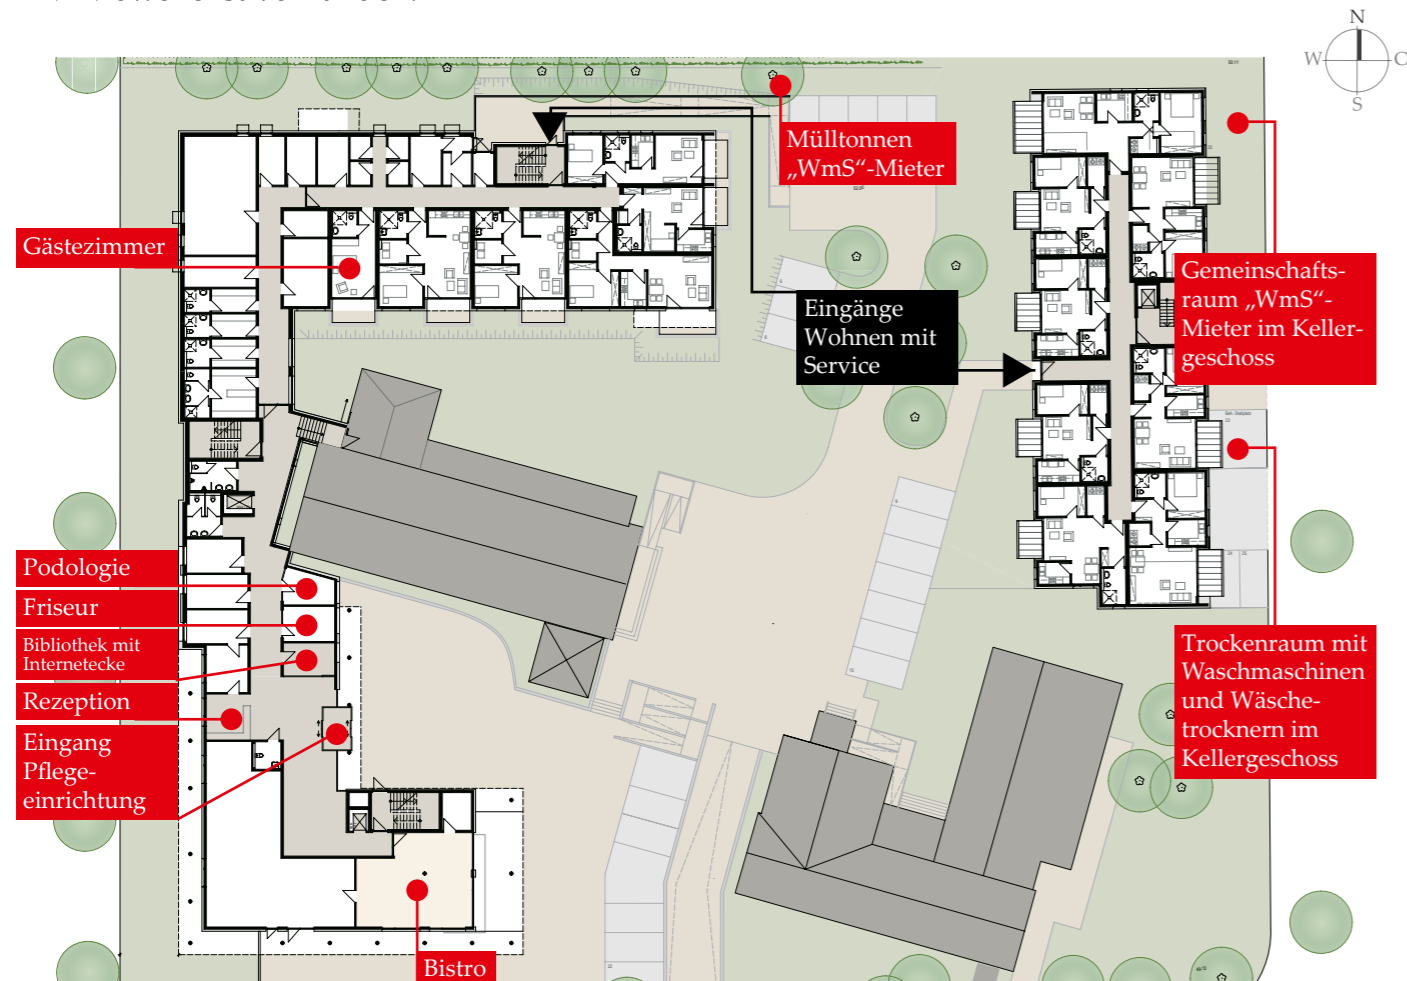 N
W
O
S
Mülltonnen
„WmS“-Mieter
Gästezimmer
Gemeinschafts-
raum „WmS“-
Mieter im Keller-
geschoss
Eingänge
Wohnen mit
Service
Podologie
Friseur
Bibliothek mit
Internetecke
Rezeption
Eingang
Pflege-
einrichtung
Trockenraum mit
Waschmaschinen
und Wäsche-
trocknern im
Kellergeschoss
Bistro